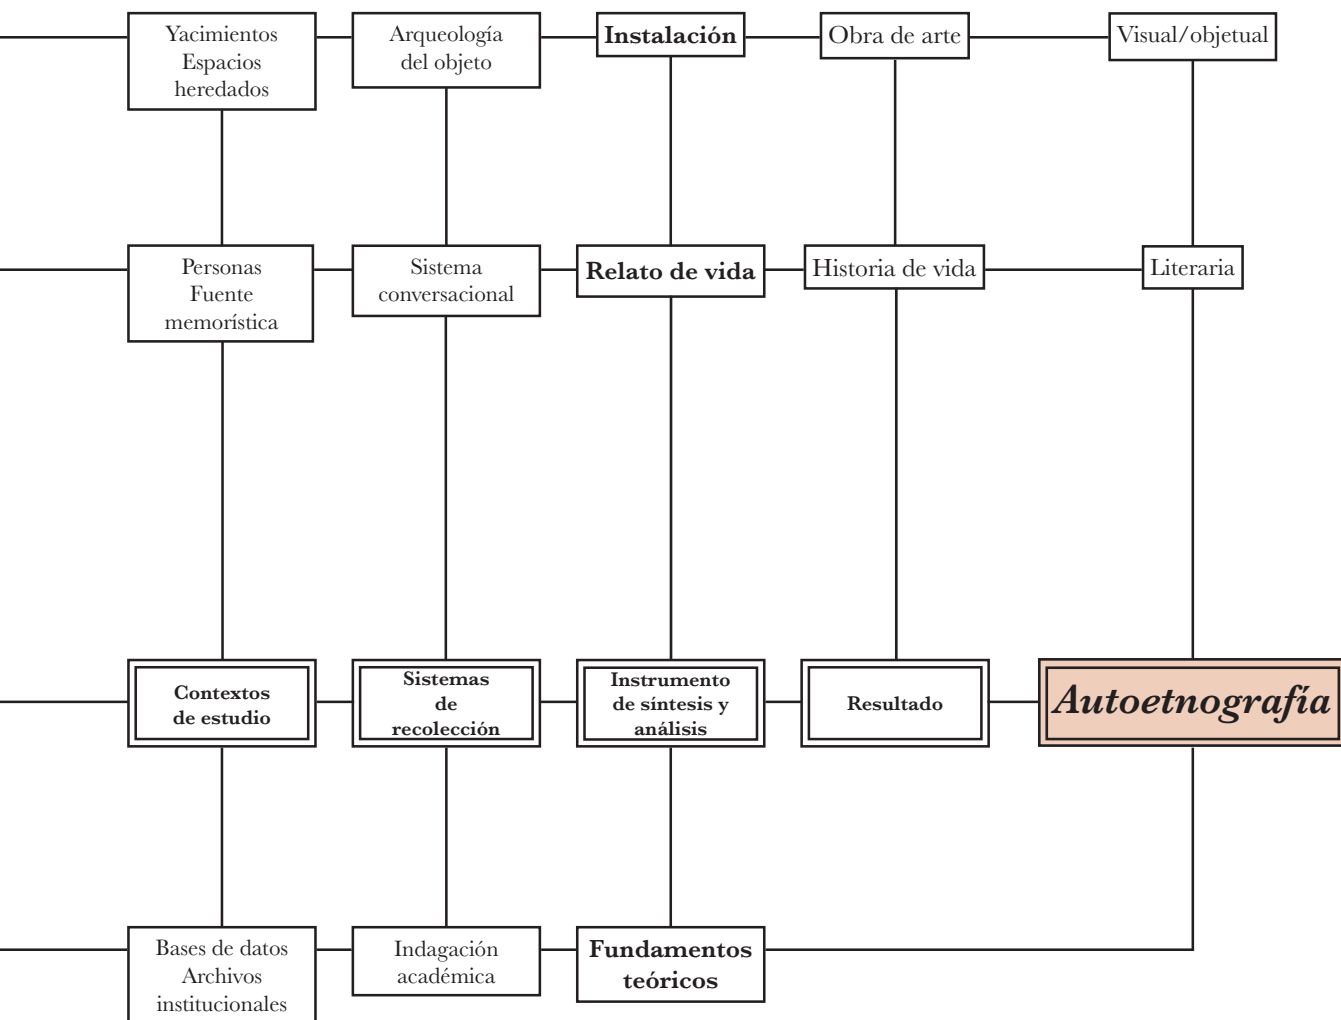 Yacimientos
Espacios
heredados
Arqueología
del objeto
Instalación
Obra de arte
Visual/objetual
Personas
Fuente
memorística
Sistema
conversacional
Relato de vida
Historia de vida
Literaria
Contextos
de estudio
Sistemas
de
recolección
Instrumento
de síntesis y
análisis
Resultado
Autoetnografía
Bases de datos
Archivos
institucionales
Indagación
académica
Fundamentos
teóricos